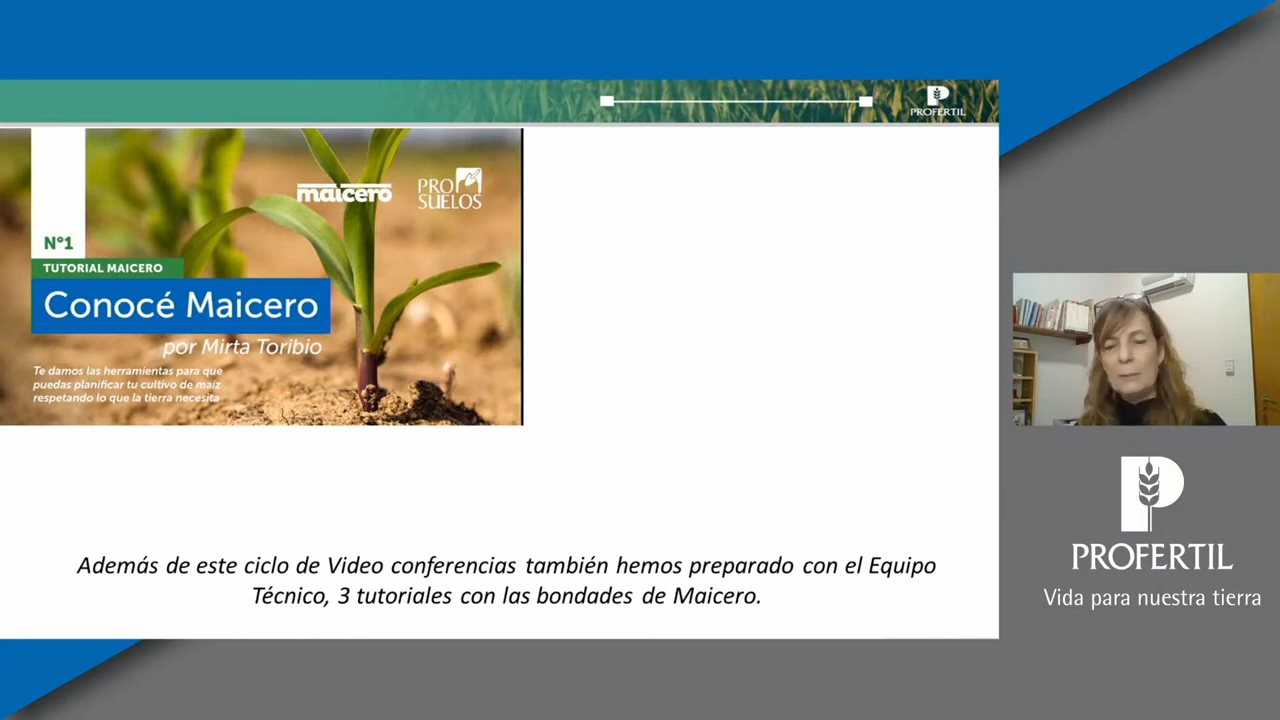 PROFERTIL
maicero
PRO
SUELOS
N°1
TUTORIAL MAICERO
Conocé Maicero
por Mirta Toribio
Te damos las herramientas para que
puedas planificar tu cultivo de maíz
respetando lo que la tierra necesita
Además de este ciclo de Video conferencias también hemos preparado con el Equipo
Técnico, 3 tutoriales con las bondades de Maicero.
PROFERTIL
Vida para nuestra tierra